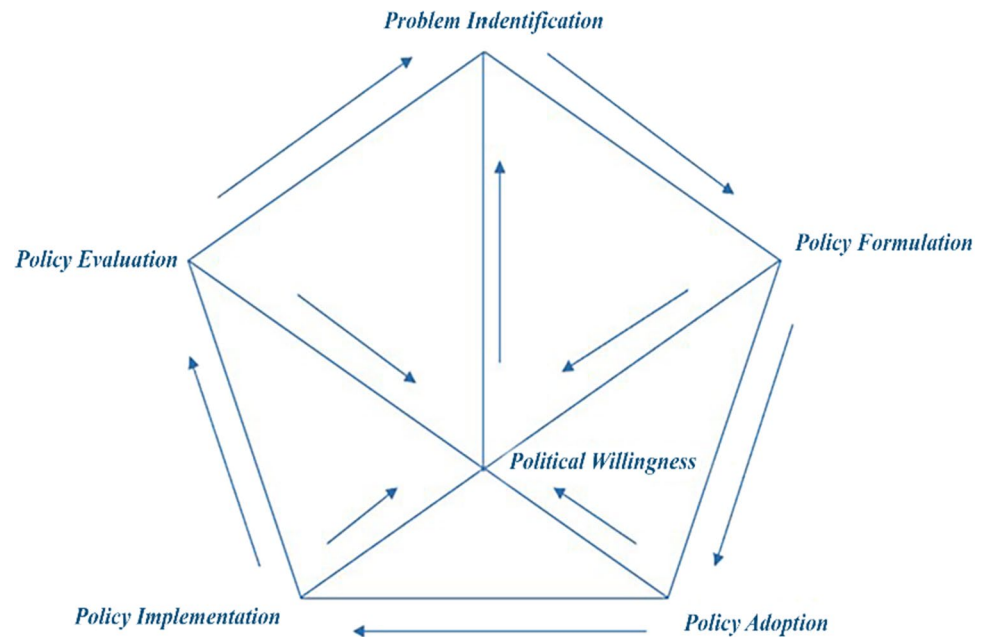 Problem Indentification
Policy Evaluation
Policy Formulation
Political Willingness
Policy Implementation
Policy Adoption